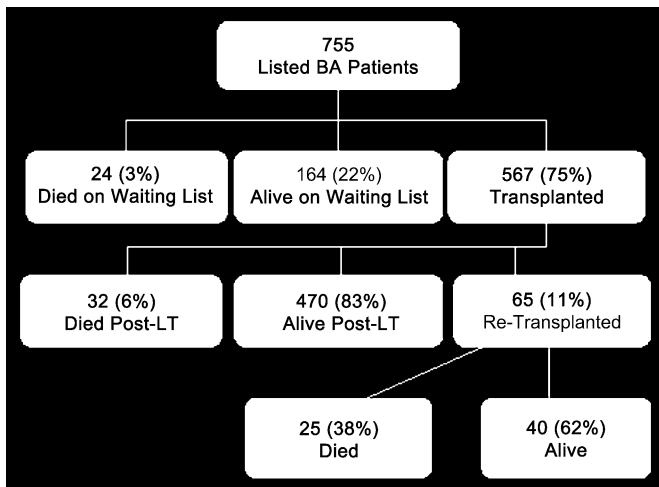 755
Listed BA Patients
24 (3%)
Died on Waiting List
164 (22%)
Alive on Waiting List
567 (75%)
Transplanted
32 (6%)
Died Post-LT
470 (83%)
Alive Post-LT
65 (11%)
Re-Transplanted
25 (38%)
Died
40 (62%)
Alive